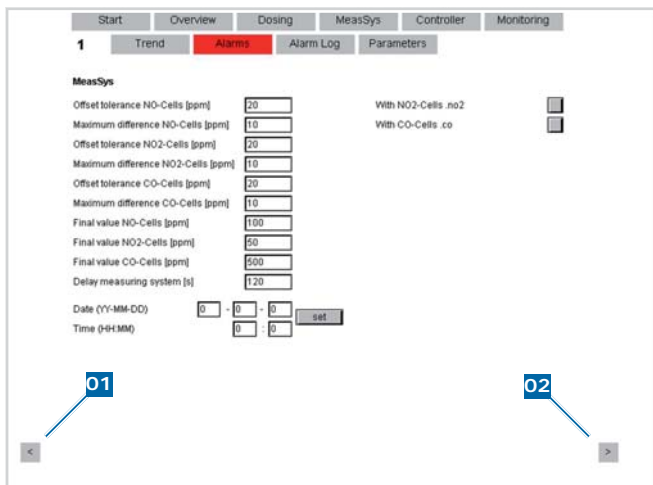 Start Overview Dosing MeasSys Controller Monitoring
1 Trend Alarms Alarm Log Parameters
MeasSys
Offset tolerance NO-Cells [ppm] 20 With NO2-Cells .no2
Maximum difference NO-Cells [ppm] 10 With CO-Cells .co
Offset tolerance NO2-Cells [ppm] 20
Maximum difference NO2-Cells [ppm] 10
Offset tolerance CO-Cells [ppm] 20
Maximum difference CO-Cells [ppm] 10
Final value NO-Cells [ppm] 100
Final value NO2-Cells [ppm] 50
Final value CO-Cells [ppm] 500
Delay measuring system [s] 120
Date (YY-MM-DD) 0 - 0 - 0 set
Time (HH:MM) 0 : 0
01 02
< >